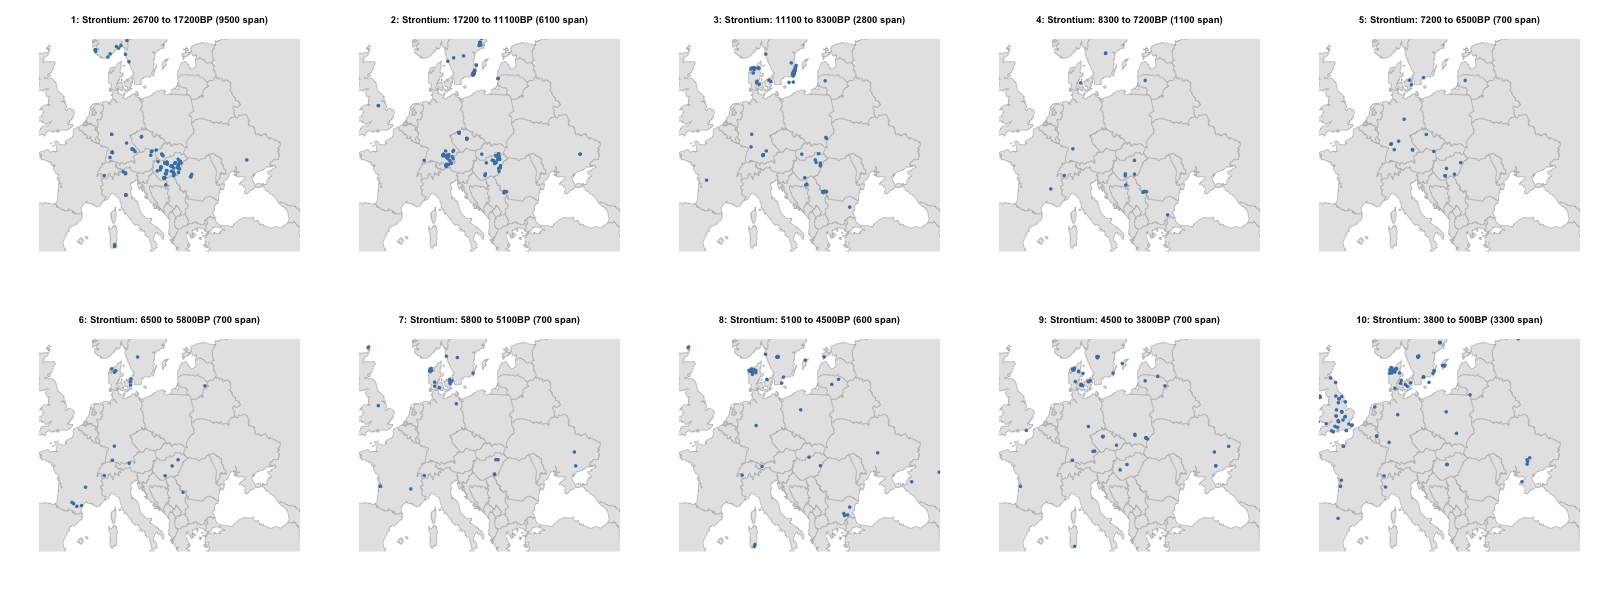 1: Strontium: 26700 to 17200BP (9500 span)
2: Strontium: 17200 to 11100BP (6100 span)
3: Strontium: 11100 to 8300BP (2800 span)
4: Strontium: 8300 to 7200BP (1100 span)
5: Strontium: 7200 to 6500BP (700 span)
6: Strontium: 6500 to 5800BP (700 span)
7: Strontium: 5800 to 5100BP (700 span)
8: Strontium: 5100 to 4500BP (600 span)
9: Strontium: 4500 to 3800BP (700 span)
10: Strontium: 3800 to 500BP (3300 span)